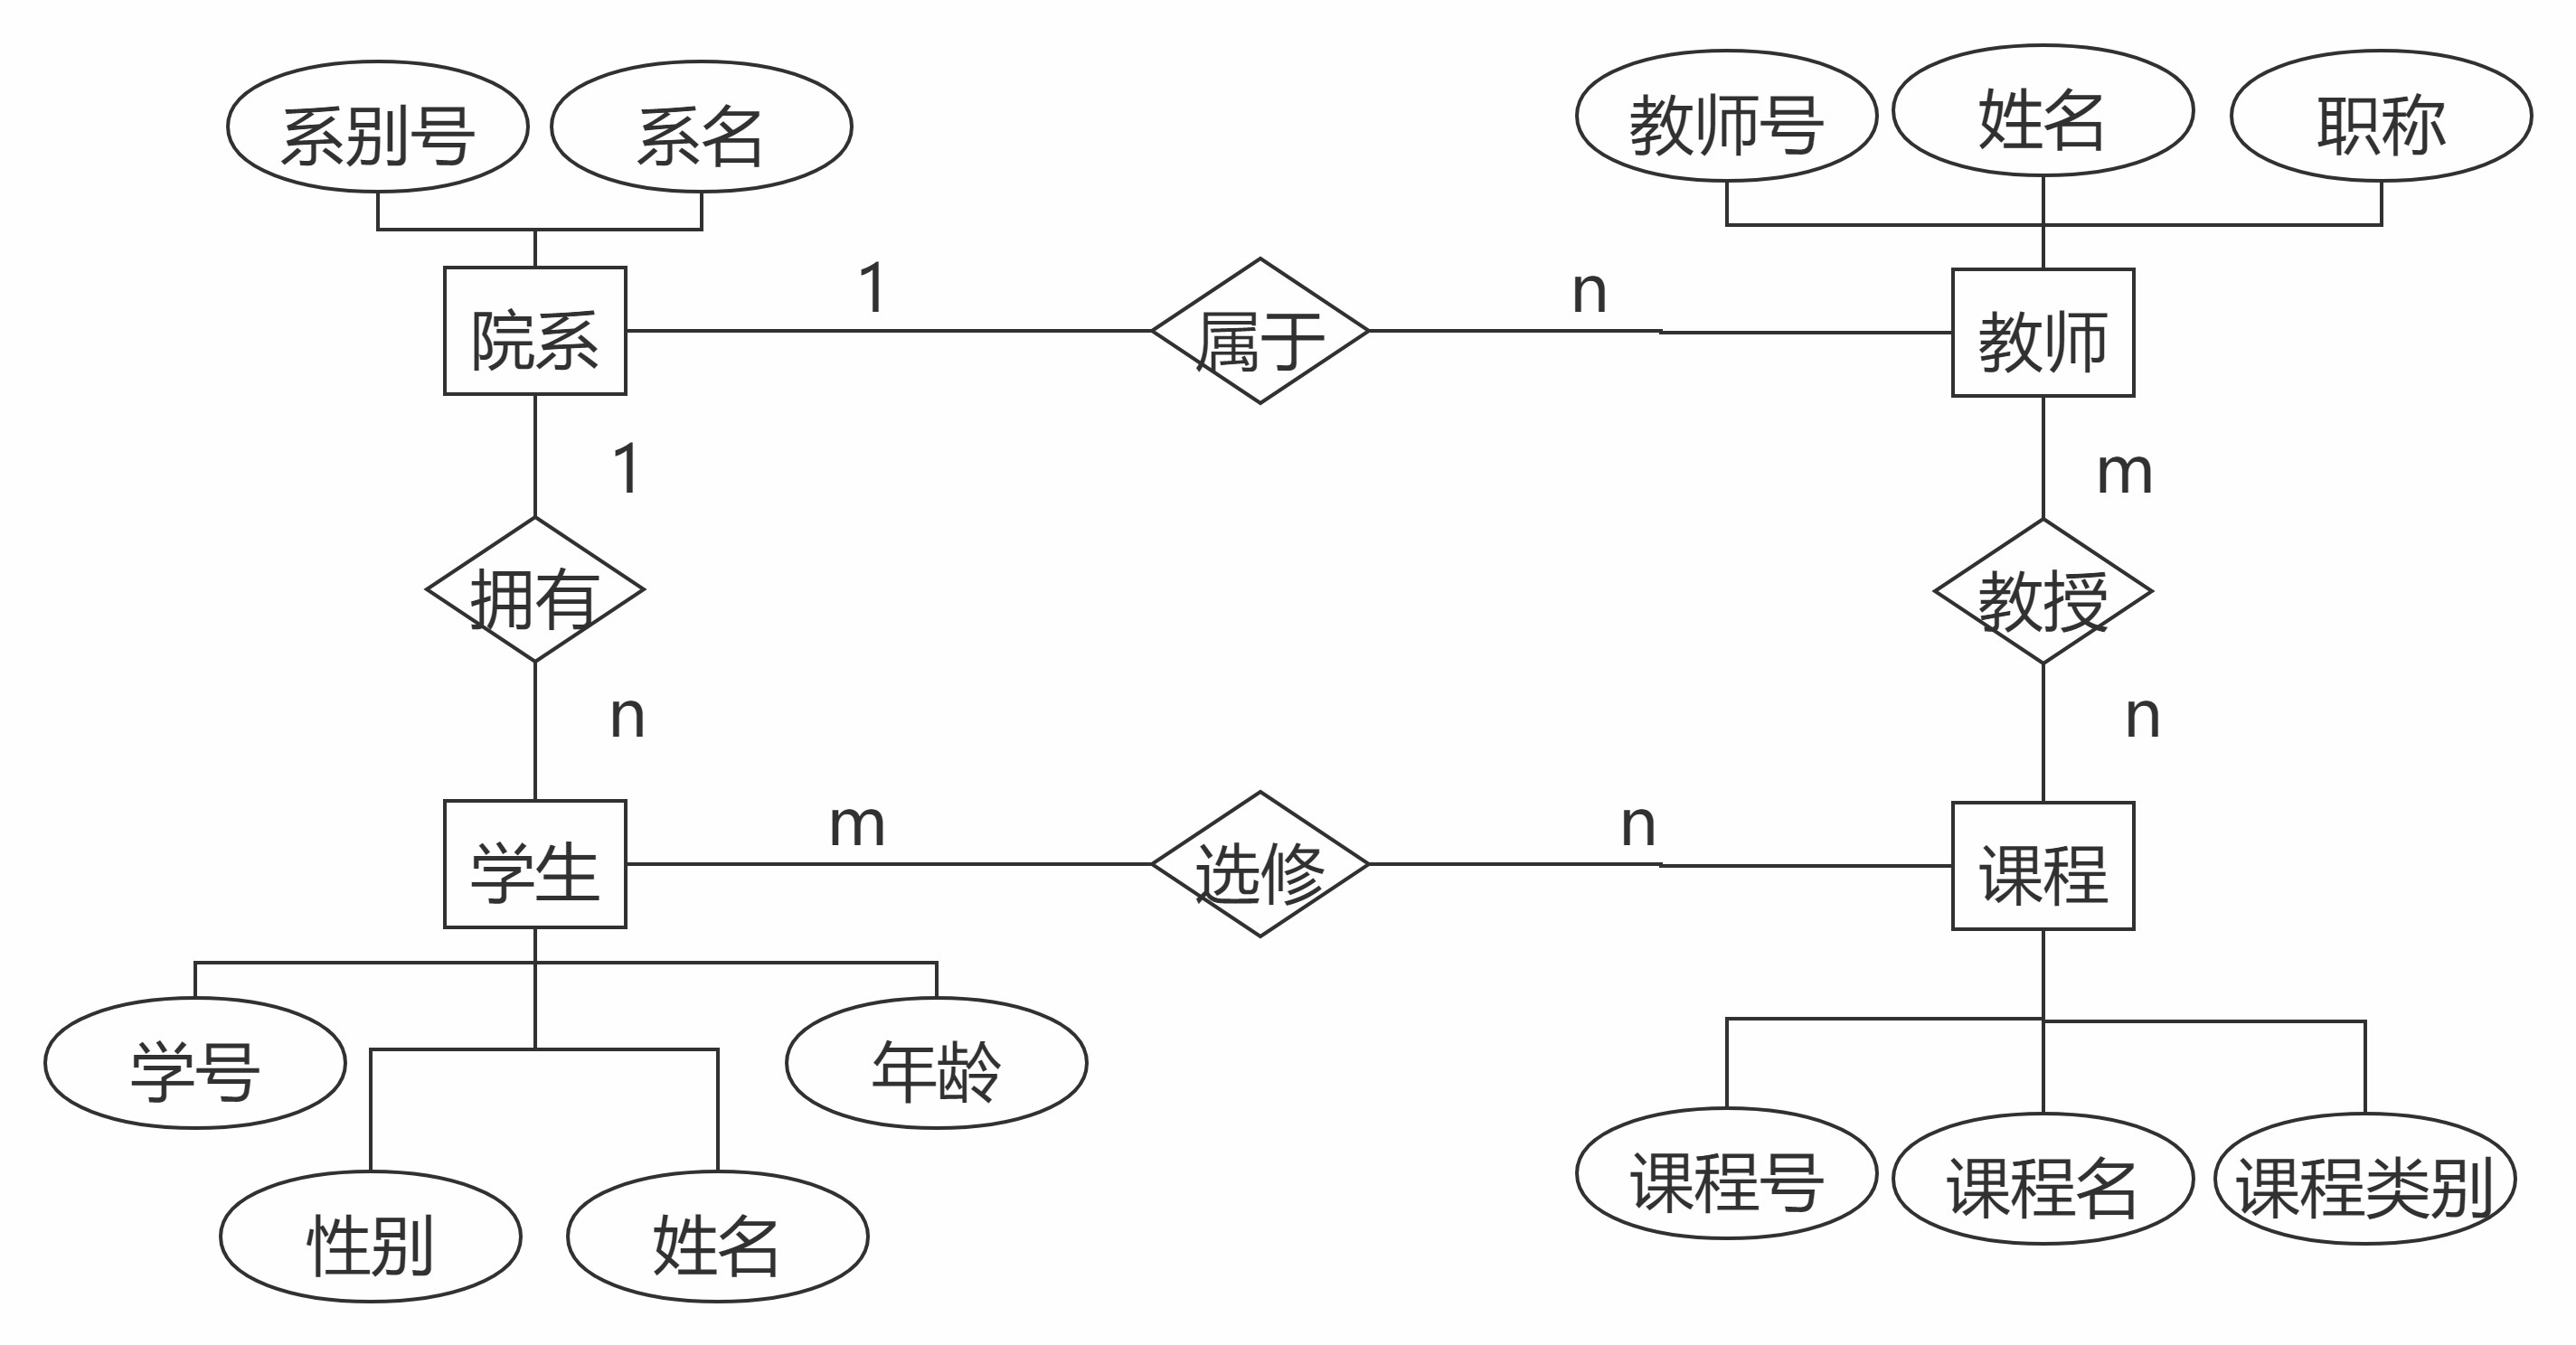 系别号
系名
教师号
姓名
职称
院系
1
属于
n
教师
1
m
拥有
教授
n
n
学生
m
选修
n
课程
学号
年龄
性别
姓名
课程号
课程名
课程类别